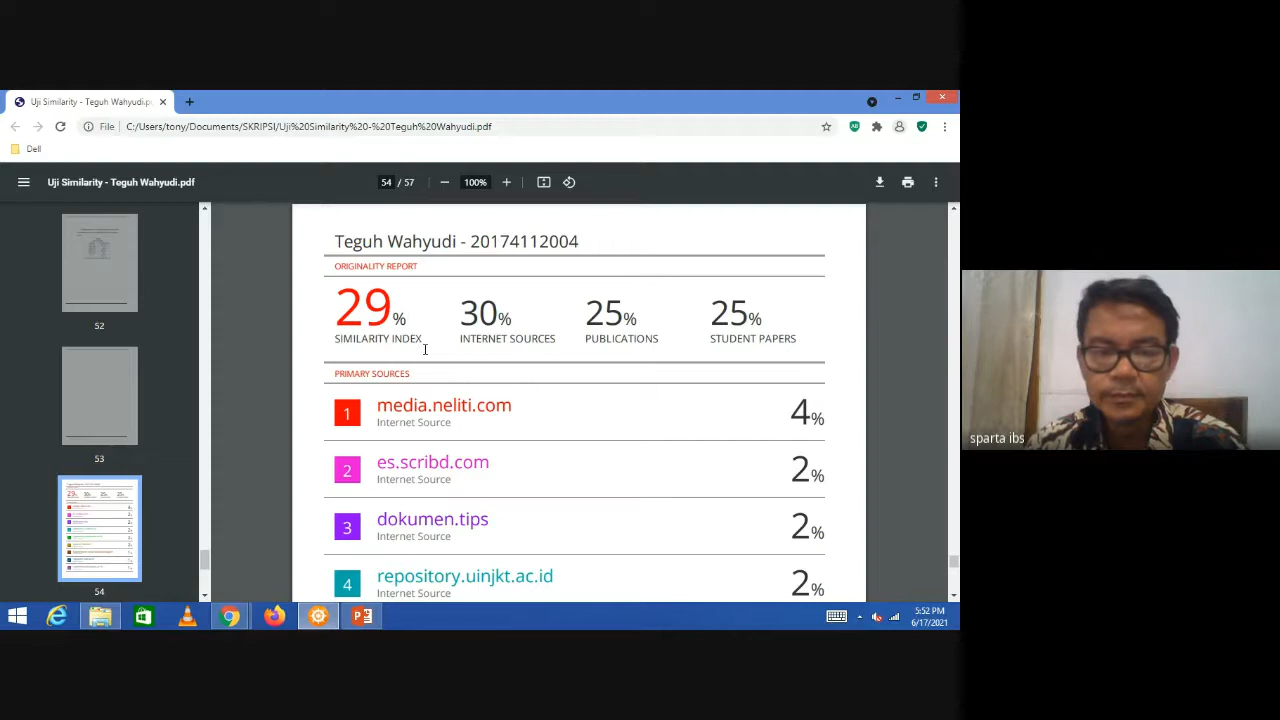 Uji Similarity - Teguh Wahyudi.p
File C:/Users/tony/Documents/SKRIPSI/Uji%20Similarity%20-%20Teguh%20Wahyudi.pdf
Dell
Uji Similarity - Teguh Wahyudi.pdf
54 / 57
100%
52
53
54
Teguh Wahyudi - 20174112004
ORIGINALITY REPORT
29% 30% 25% 25%
SIMILARITY INDEX INTERNET SOURCES PUBLICATIONS STUDENT PAPERS
PRIMARY SOURCES
1 media.neliti.com 4%
Internet Source
2 es.scribd.com 2%
Internet Source
3 dokumen.tips 2%
Internet Source
4 repository.uinjkt.ac.id 2%
Internet Source
sparta ibs
5:52 PM
6/17/2021